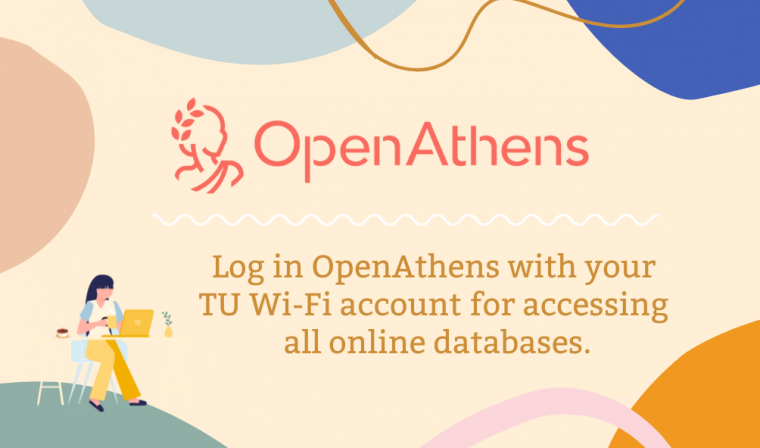 OpenAthens
Log in OpenAthens with your
TU Wi-Fi account for accessing
all online databases.